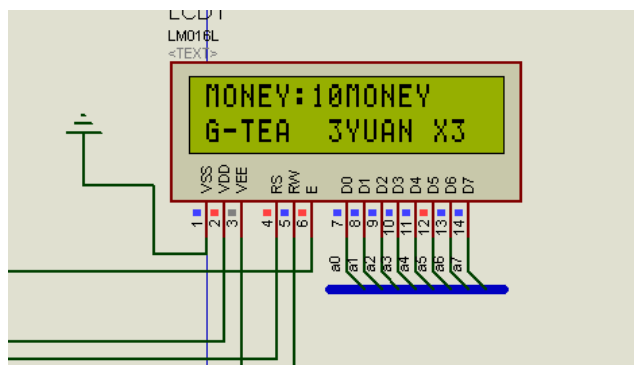 LCD1
LM016L
<TEXT>
MONEY:10MONEY
G-TEA 3YUAN X3
VSS VDD VEE RS RW E D0 D1 D2 D3 D4 D5 D6 D7
1 2 3 4 5 6 7 8 9 10 11 12 13 14
a0 a1 a2 a3 a4 a5 a6 a7